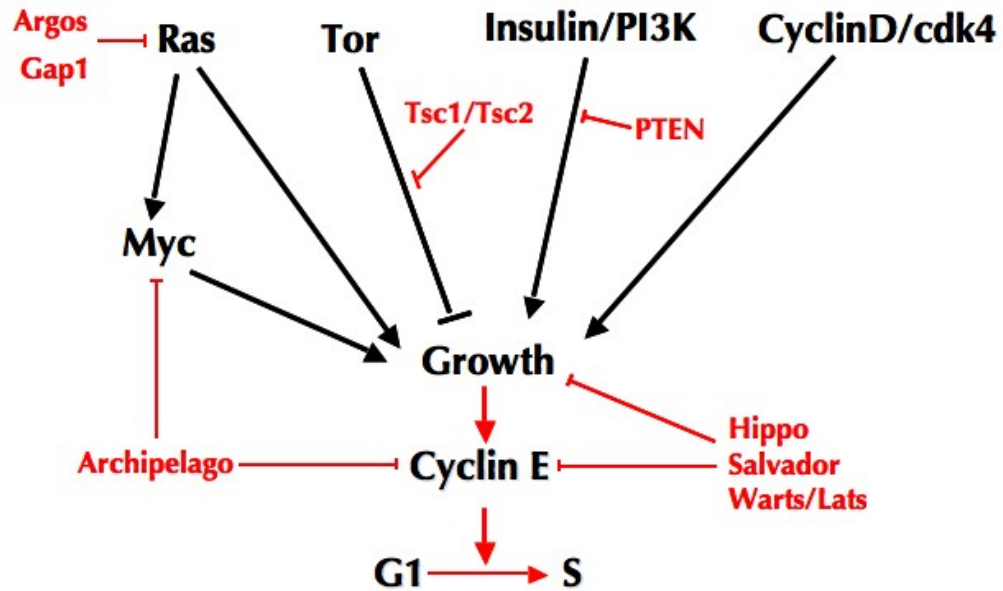 Argos
Gap1
Ras
Tor
Insulin/PI3K
CyclinD/cdk4
Tsc1/Tsc2
PTEN
Myc
Growth
Hippo
Salvador
Warts/Lats
Archipelago
Cyclin E
G1
S